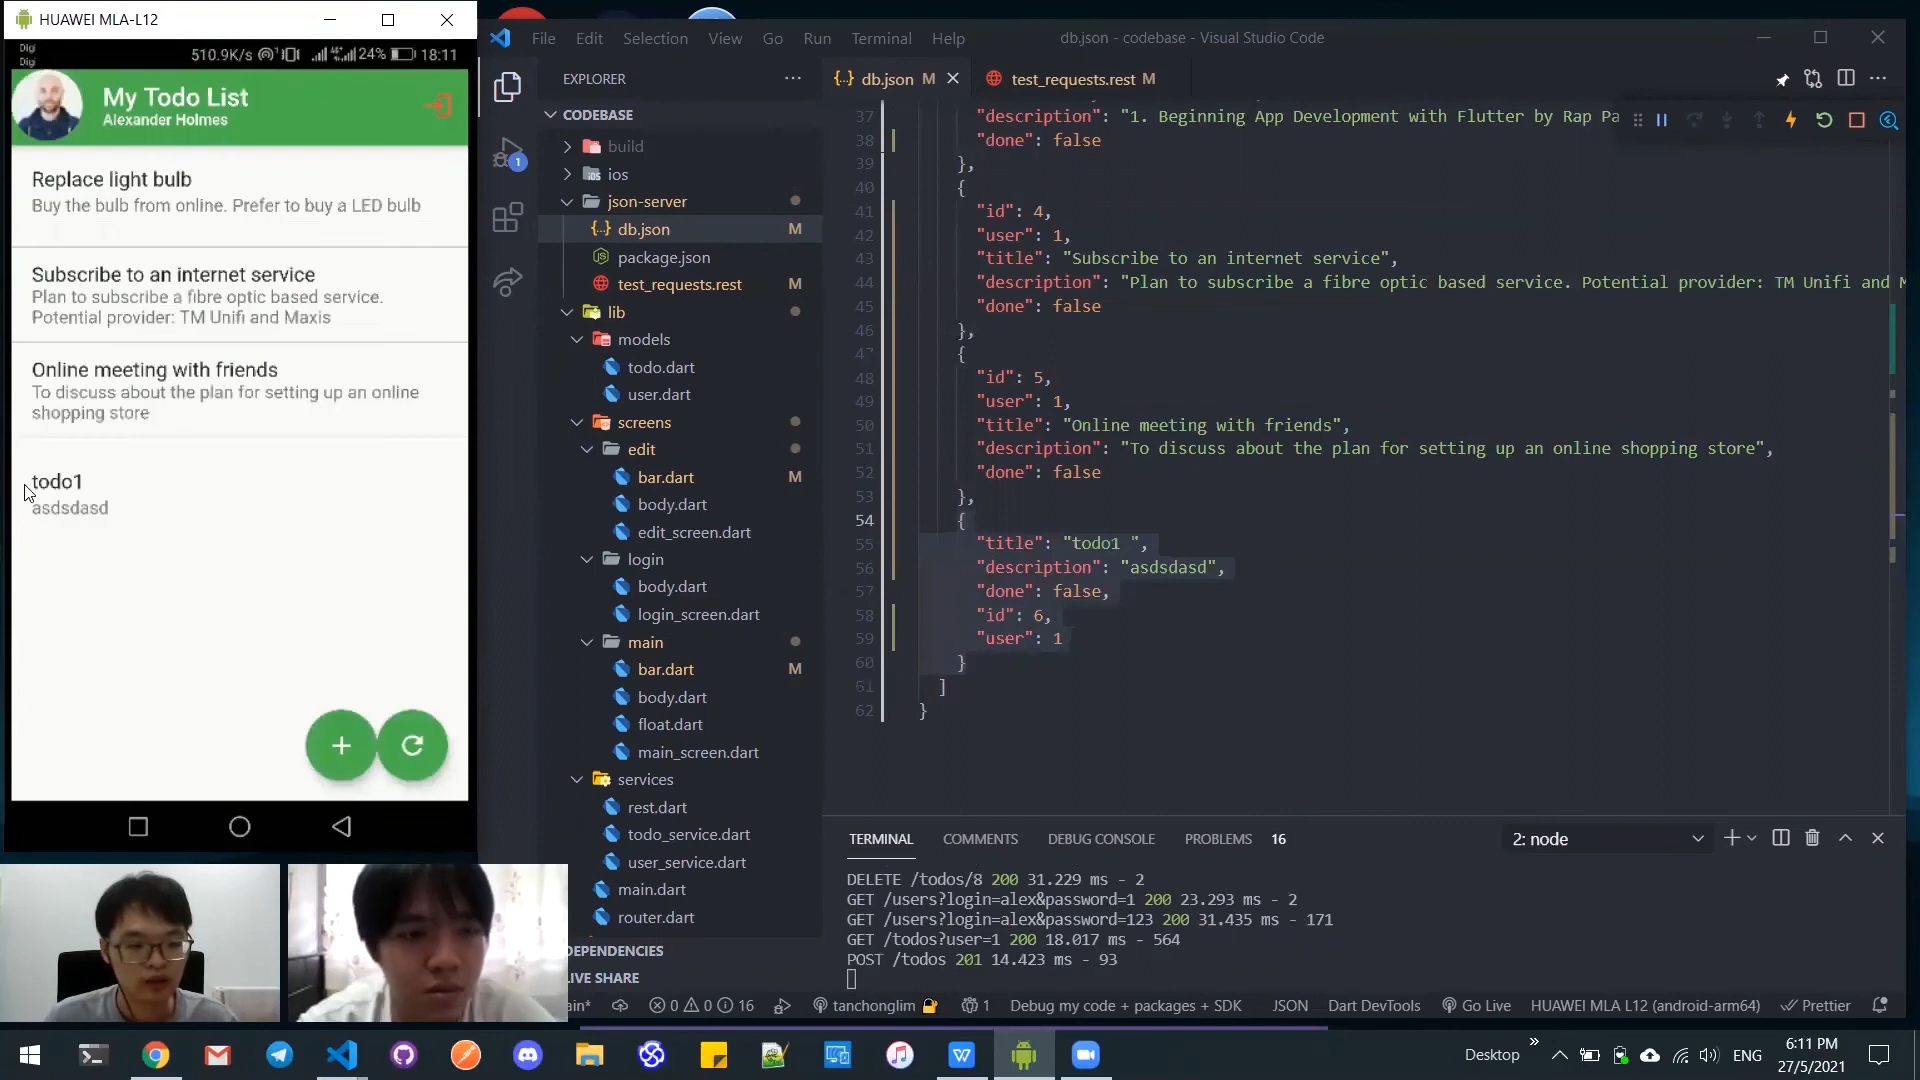 HUAWEI MLA-L12
Digi
Digi
510.9K/s
24%
18:11
My Todo List
Alexander Holmes
Replace light bulb
Buy the bulb from online. Prefer to buy a LED bulb
Subscribe to an internet service
Plan to subscribe a fibre optic based service.
Potential provider: TM Unifi and Maxis
Online meeting with friends
To discuss about the plan for setting up an online
shopping store
todo1
asdsdasd
File Edit Selection View Go Run Terminal Help
db.json - codebase - Visual Studio Code
EXPLORER
CODEBASE
build
ios
json-server
db.json M
package.json
test_requests.rest M
lib
models
todo.dart
user.dart
screens
edit
bar.dart M
body.dart
edit_screen.dart
login
body.dart
login_screen.dart
main
bar.dart M
body.dart
float.dart
main_screen.dart
services
rest.dart
todo_service.dart
user_service.dart
main.dart
router.dart
DEPENDENCIES
LIVE SHARE
1
{..} db.json M
test_requests.rest M
37 "description": "1. Beginning App Development with Flutter by Rap Pa
38 "done": false
39 },
40 {
41 "id": 4,
42 "user": 1,
43 "title": "Subscribe to an internet service",
44 "description": "Plan to subscribe a fibre optic based service. Potential provider: TM Unifi and M
45 "done": false
46 },
47 {
48 "id": 5,
49 "user": 1,
50 "title": "Online meeting with friends",
51 "description": "To discuss about the plan for setting up an online shopping store",
52 "done": false
53 },
54 {
55 "title": "todo1 ",
56 "description": "asdsdasd",
57 "done": false,
58 "id": 6,
59 "user": 1
60 }
61 ]
62 }
TERMINAL COMMENTS DEBUG CONSOLE PROBLEMS 16
2: node
DELETE /todos/8 200 31.229 ms - 2
GET /users?login=alex&password=1 200 23.293 ms - 2
GET /users?login=alex&password=123 200 31.435 ms - 171
GET /todos?user=1 200 18.017 ms - 564
POST /todos 201 14.423 ms - 93
ain* 0 0 16 tanchonglim 1 Debug my code + packages + SDK JSON Dart DevTools Go Live HUAWEI MLA L12 (android-arm64) Prettier
Desktop
ENG
6:11 PM
27/5/2021